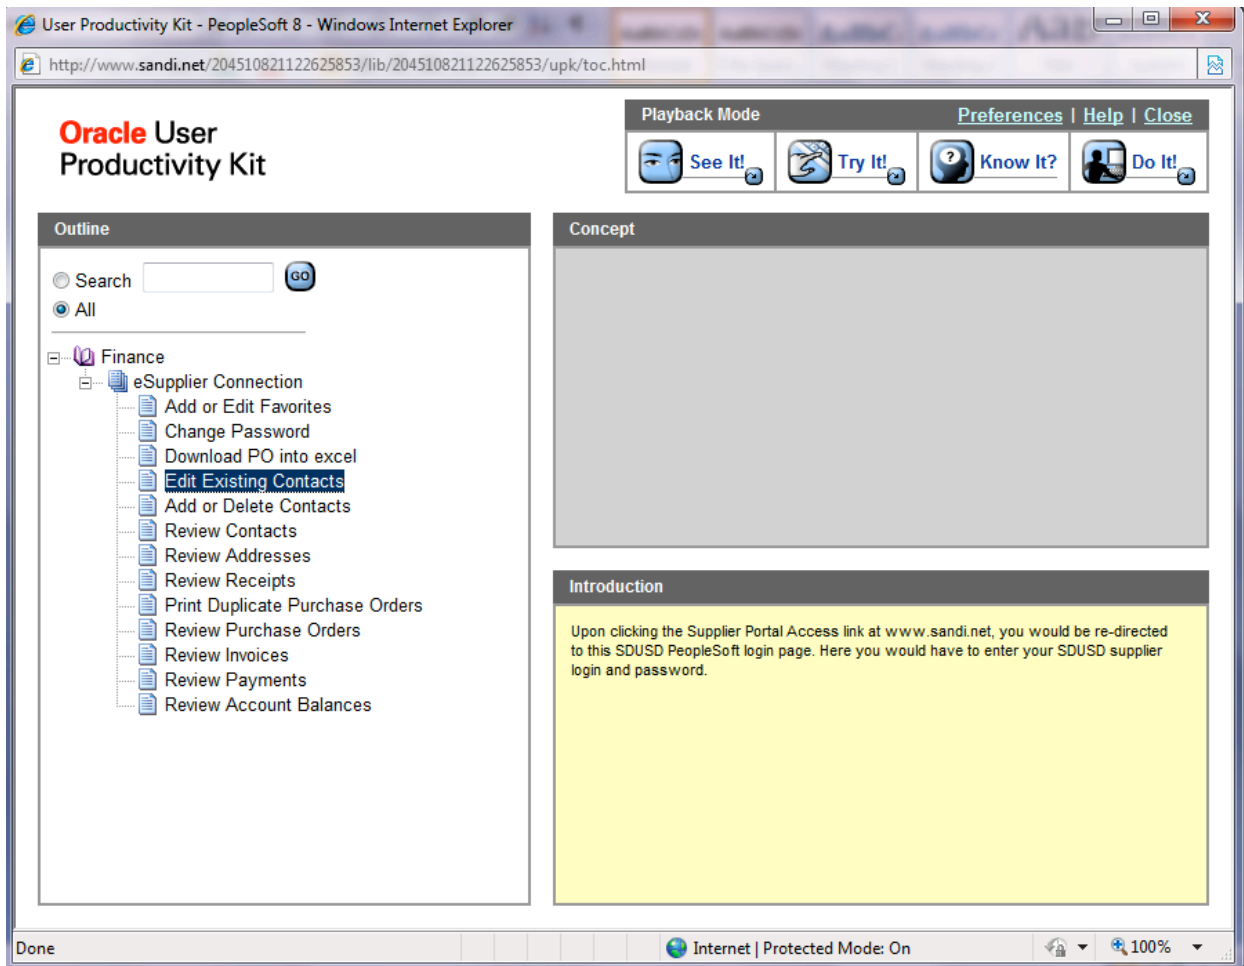 User Productivity Kit - PeopleSoft 8 - Windows Internet Explorer
http://www.sandi.net/204510821122625853/lib/204510821122625853/upk/toc.html
Oracle User
Productivity Kit
Playback Mode
Preferences | Help | Close
See It!
Try It!
Know It?
Do It!
Outline
Search
GO
All
Finance
eSupplier Connection
Add or Edit Favorites
Change Password
Download PO into excel
Edit Existing Contacts
Add or Delete Contacts
Review Contacts
Review Addresses
Review Receipts
Print Duplicate Purchase Orders
Review Purchase Orders
Review Invoices
Review Payments
Review Account Balances
Concept
Introduction
Upon clicking the Supplier Portal Access link at www.sandi.net, you would be re-directed
to this SDUSD PeopleSoft login page. Here you would have to enter your SDUSD supplier
login and password.
Done
Internet | Protected Mode: On
100%